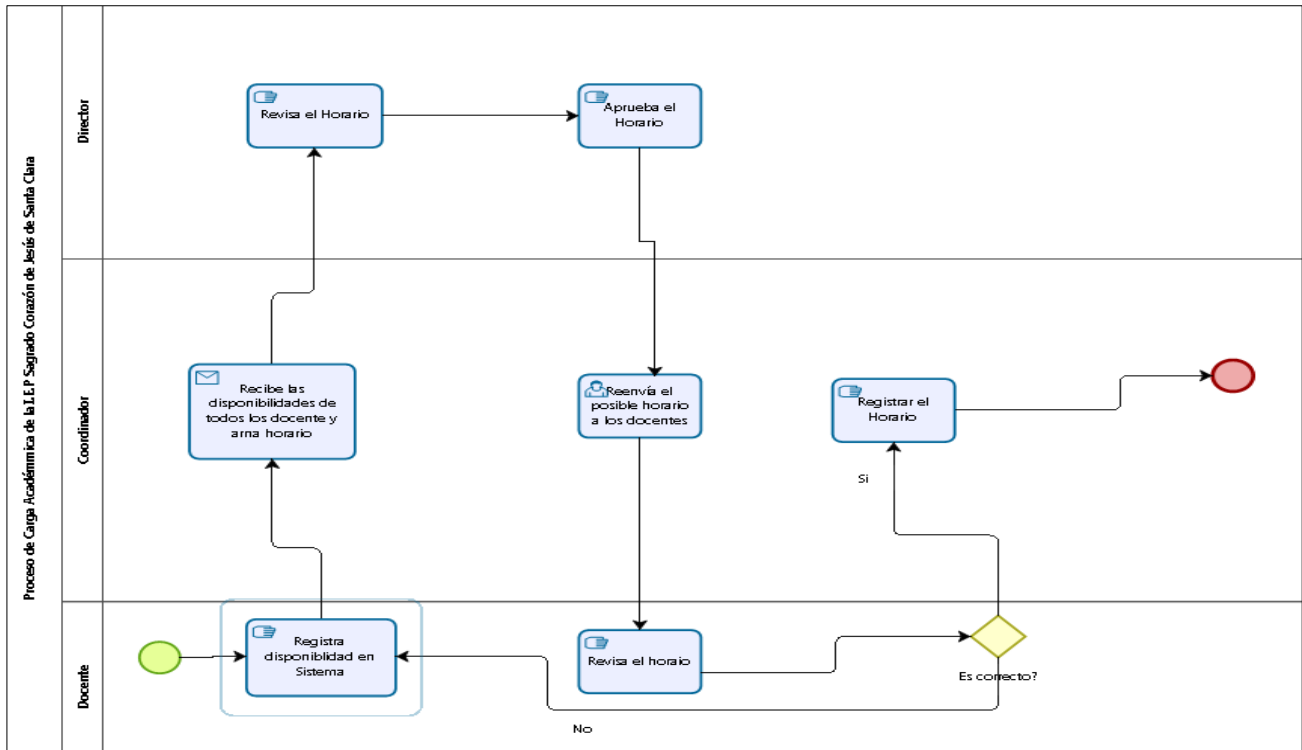 Proceso de Carga Académmica de la I.E.P Sagrado Corazón de Jesús de Santa Clara
Director
Revisa el Horario
Aprueba el
Horario
Coordinador
Recibe las
disponibilidades de
todos los docente y
arna horario
Reenvía el
posible horario
a los docentes
Registrar el
Horario
Si
Docente
Registra
disponiblidad en
Sistema
Revisa el horaio
Es correcto?
No